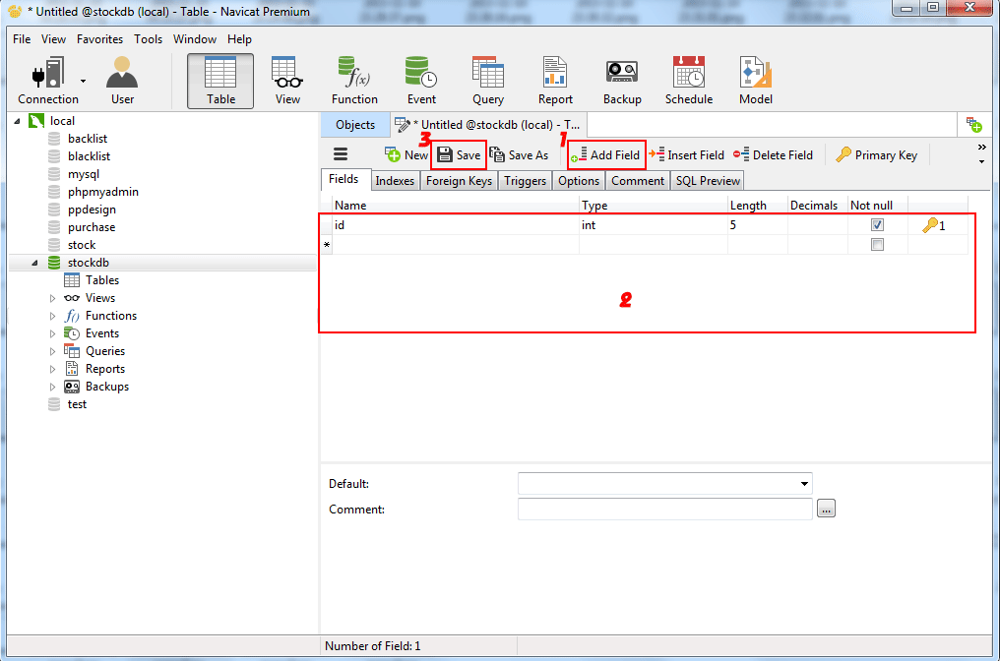 * Untitled @stockdb (local) - Table - Navicat Premium
File View Favorites Tools Window Help
Connection User Table View Function Event Query Report Backup Schedule Model
f(x)
local
backlist
blacklist
mysql
phpmyadmin
ppdesign
purchase
stock
stockdb
Tables
Views
f() Functions
Events
Queries
Reports
Backups
test
Objects * Untitled @stockdb (local) - T...
3 1
New Save Save As Add Field Insert Field Delete Field Primary Key »
Fields Indexes Foreign Keys Triggers Options Comment SQL Preview
Name Type Length Decimals Not null
id int 5 1
*
2
Default:
Comment: ...
Number of Field: 1